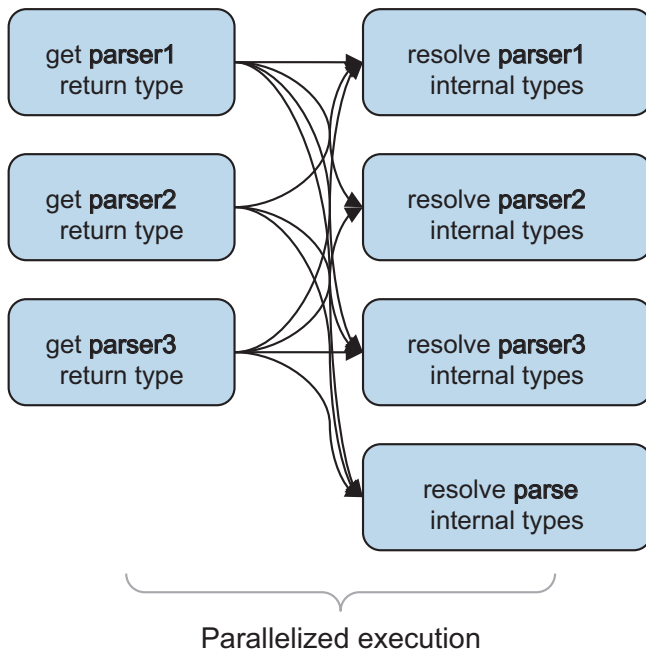 get parser1
return type
resolve parser1
internal types
get parser2
return type
resolve parser2
internal types
get parser3
return type
resolve parser3
internal types
resolve parse
internal types
Parallelized execution